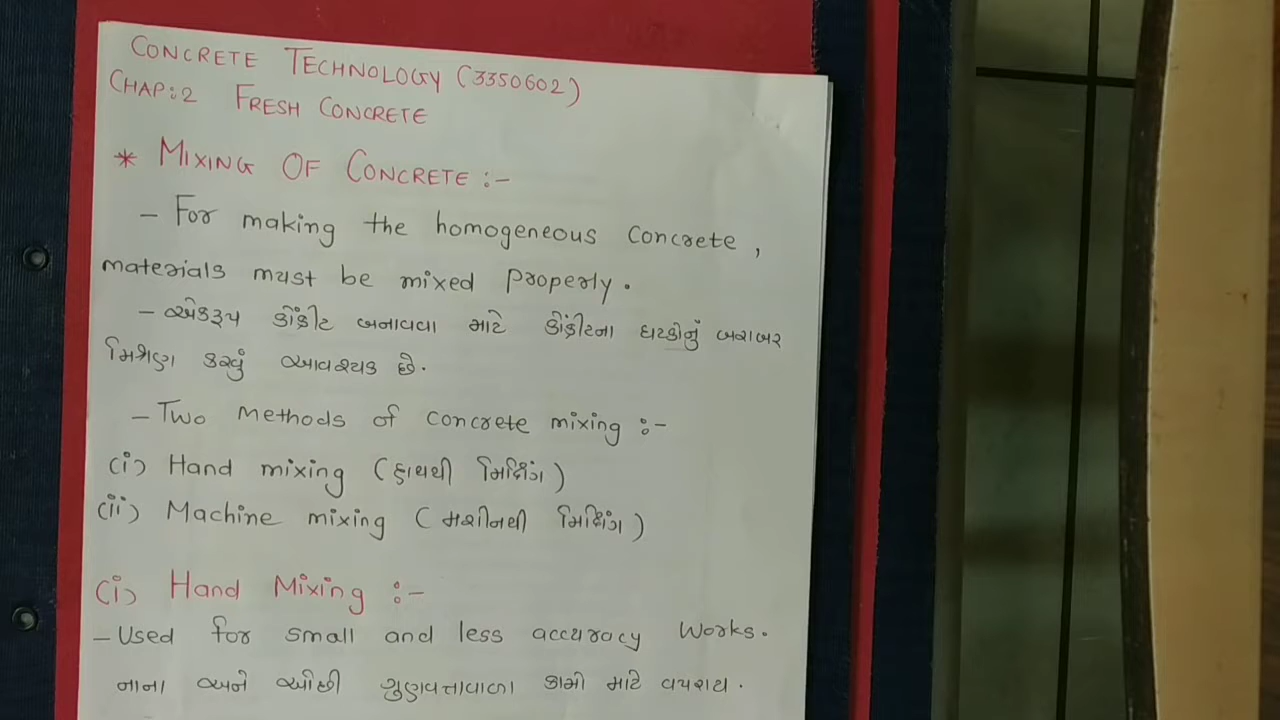 CONCRETE TECHNOLOGY (3350602)
CHAP:2 FRESH CONCRETE
* MIXING OF CONCRETE :-
- For making the homogeneous concrete,
materials must be mixed properly.
- એકરૂપ કોંક્રીટ બનાવવા માટે કોંક્રીટના ઘટકોનું બરાબર
મિશ્રણ કરવું આવશ્યક છે.
- Two methods of concrete mixing :-
(i) Hand mixing (હાથથી મિક્ષિંગ)
(ii) Machine mixing (મશીનથી મિક્ષિંગ)
(i) Hand Mixing :-
- Used for small and less accuracy works.
નાના અને ઓછી ગુણવત્તાવાળા કામો માટે વપરાય.